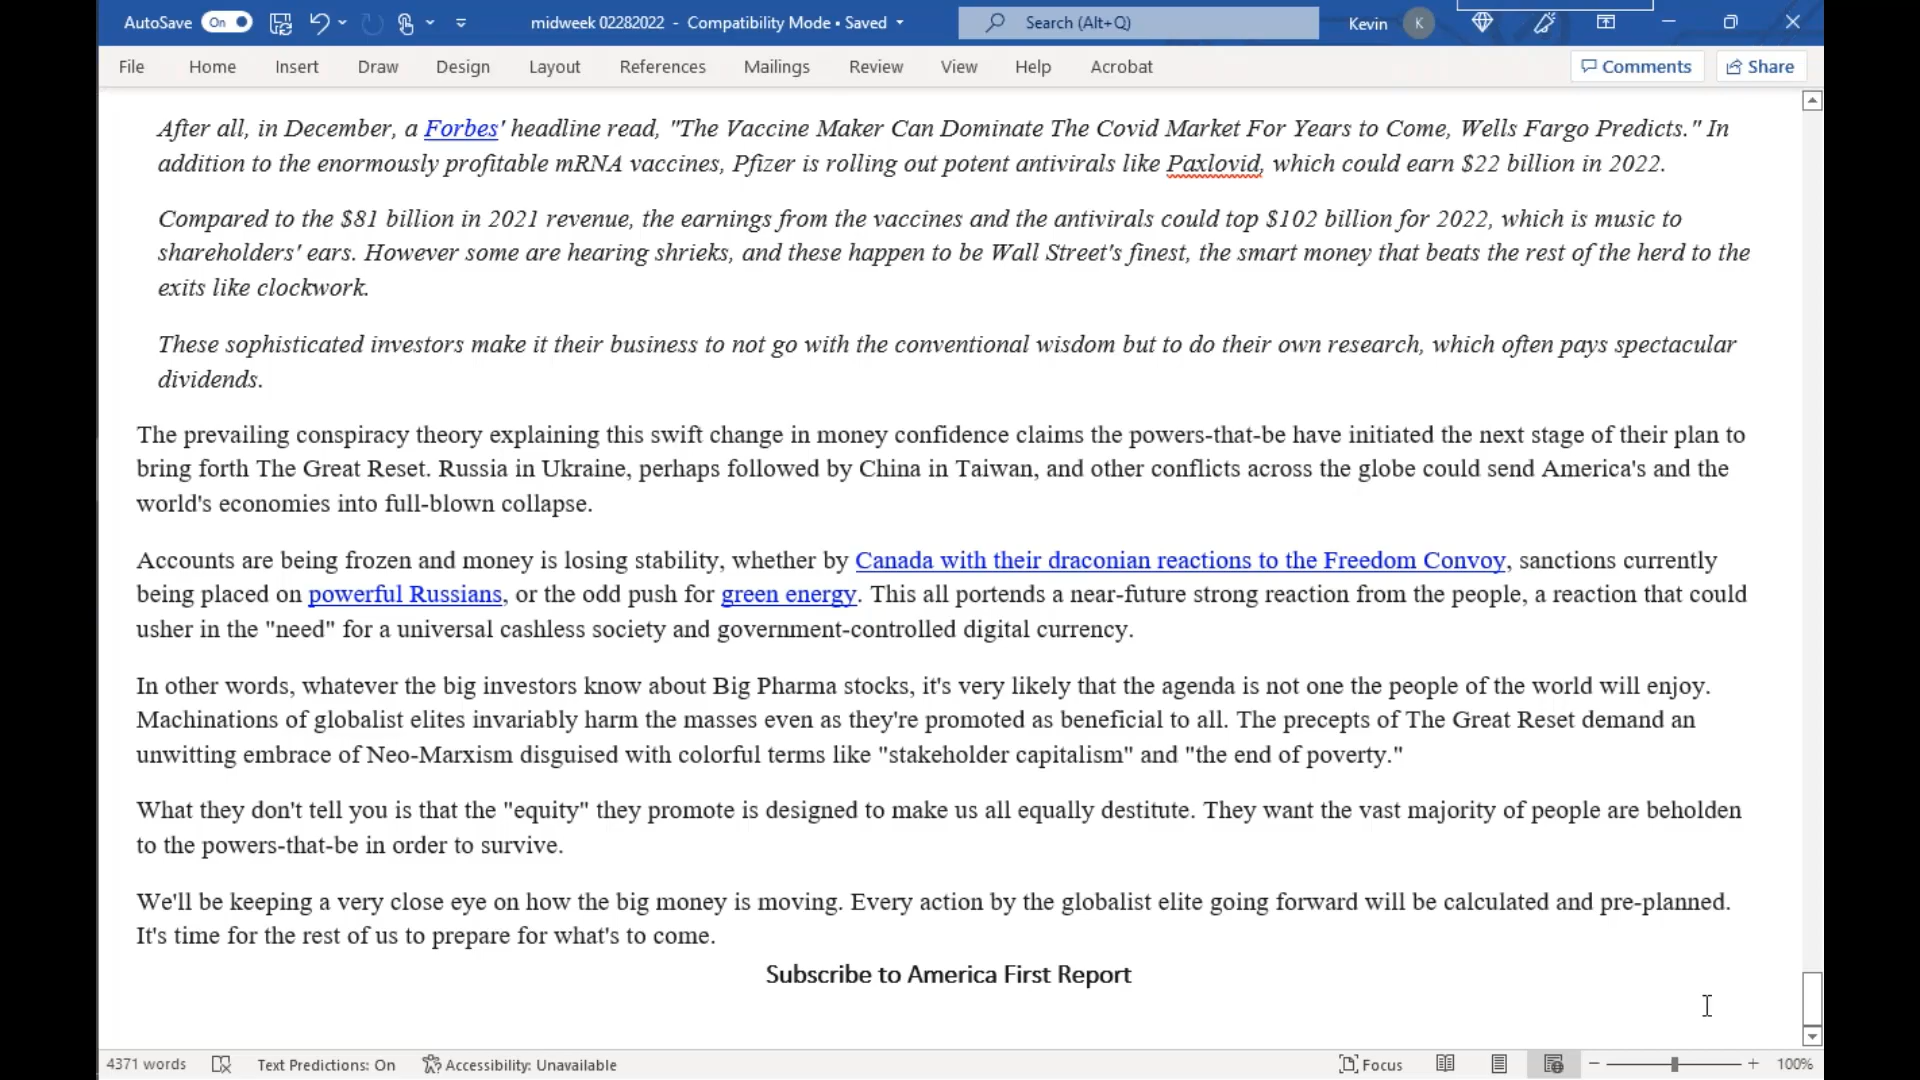 AutoSave On midweek 02282022 - Compatibility Mode • Saved Search (Alt+Q) Kevin K
File Home Insert Draw Design Layout References Mailings Review View Help Acrobat Comments Share
After all, in December, a Forbes' headline read, "The Vaccine Maker Can Dominate The Covid Market For Years to Come, Wells Fargo Predicts." In
addition to the enormously profitable mRNA vaccines, Pfizer is rolling out potent antivirals like Paxlovid, which could earn $22 billion in 2022.
Compared to the $81 billion in 2021 revenue, the earnings from the vaccines and the antivirals could top $102 billion for 2022, which is music to
shareholders' ears. However some are hearing shrieks, and these happen to be Wall Street's finest, the smart money that beats the rest of the herd to the
exits like clockwork.
These sophisticated investors make it their business to not go with the conventional wisdom but to do their own research, which often pays spectacular
dividends.
The prevailing conspiracy theory explaining this swift change in money confidence claims the powers-that-be have initiated the next stage of their plan to
bring forth The Great Reset. Russia in Ukraine, perhaps followed by China in Taiwan, and other conflicts across the globe could send America's and the
world's economies into full-blown collapse.
Accounts are being frozen and money is losing stability, whether by Canada with their draconian reactions to the Freedom Convoy, sanctions currently
being placed on powerful Russians, or the odd push for green energy. This all portends a near-future strong reaction from the people, a reaction that could
usher in the "need" for a universal cashless society and government-controlled digital currency.
In other words, whatever the big investors know about Big Pharma stocks, it's very likely that the agenda is not one the people of the world will enjoy.
Machinations of globalist elites invariably harm the masses even as they're promoted as beneficial to all. The precepts of The Great Reset demand an
unwitting embrace of Neo-Marxism disguised with colorful terms like "stakeholder capitalism" and "the end of poverty."
What they don't tell you is that the "equity" they promote is designed to make us all equally destitute. They want the vast majority of people are beholden
to the powers-that-be in order to survive.
We'll be keeping a very close eye on how the big money is moving. Every action by the globalist elite going forward will be calculated and pre-planned.
It's time for the rest of us to prepare for what's to come.
Subscribe to America First Report
4371 words Text Predictions: On Accessibility: Unavailable Focus 100%